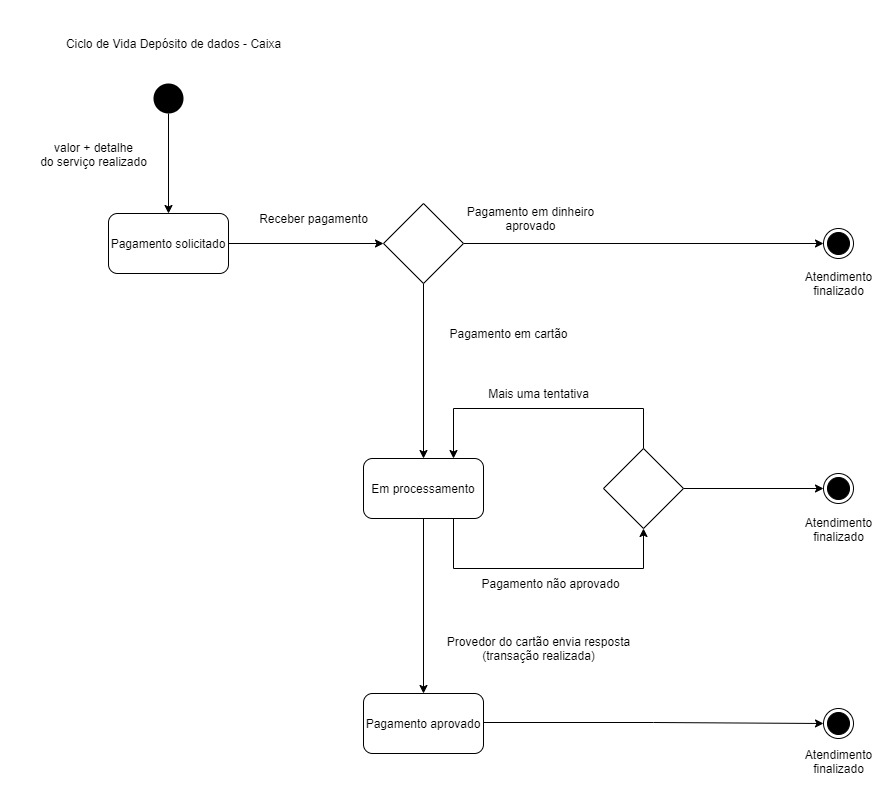 Ciclo de Vida Depósito de dados - Caixa
valor + detalhe
do serviço realizado
Pagamento solicitado
Receber pagamento
Pagamento em dinheiro
aprovado
Atendimento
finalizado
Pagamento em cartão
Mais uma tentativa
Em processamento
Atendimento
finalizado
Pagamento não aprovado
Provedor do cartão envia resposta
(transação realizada)
Pagamento aprovado
Atendimento
finalizado